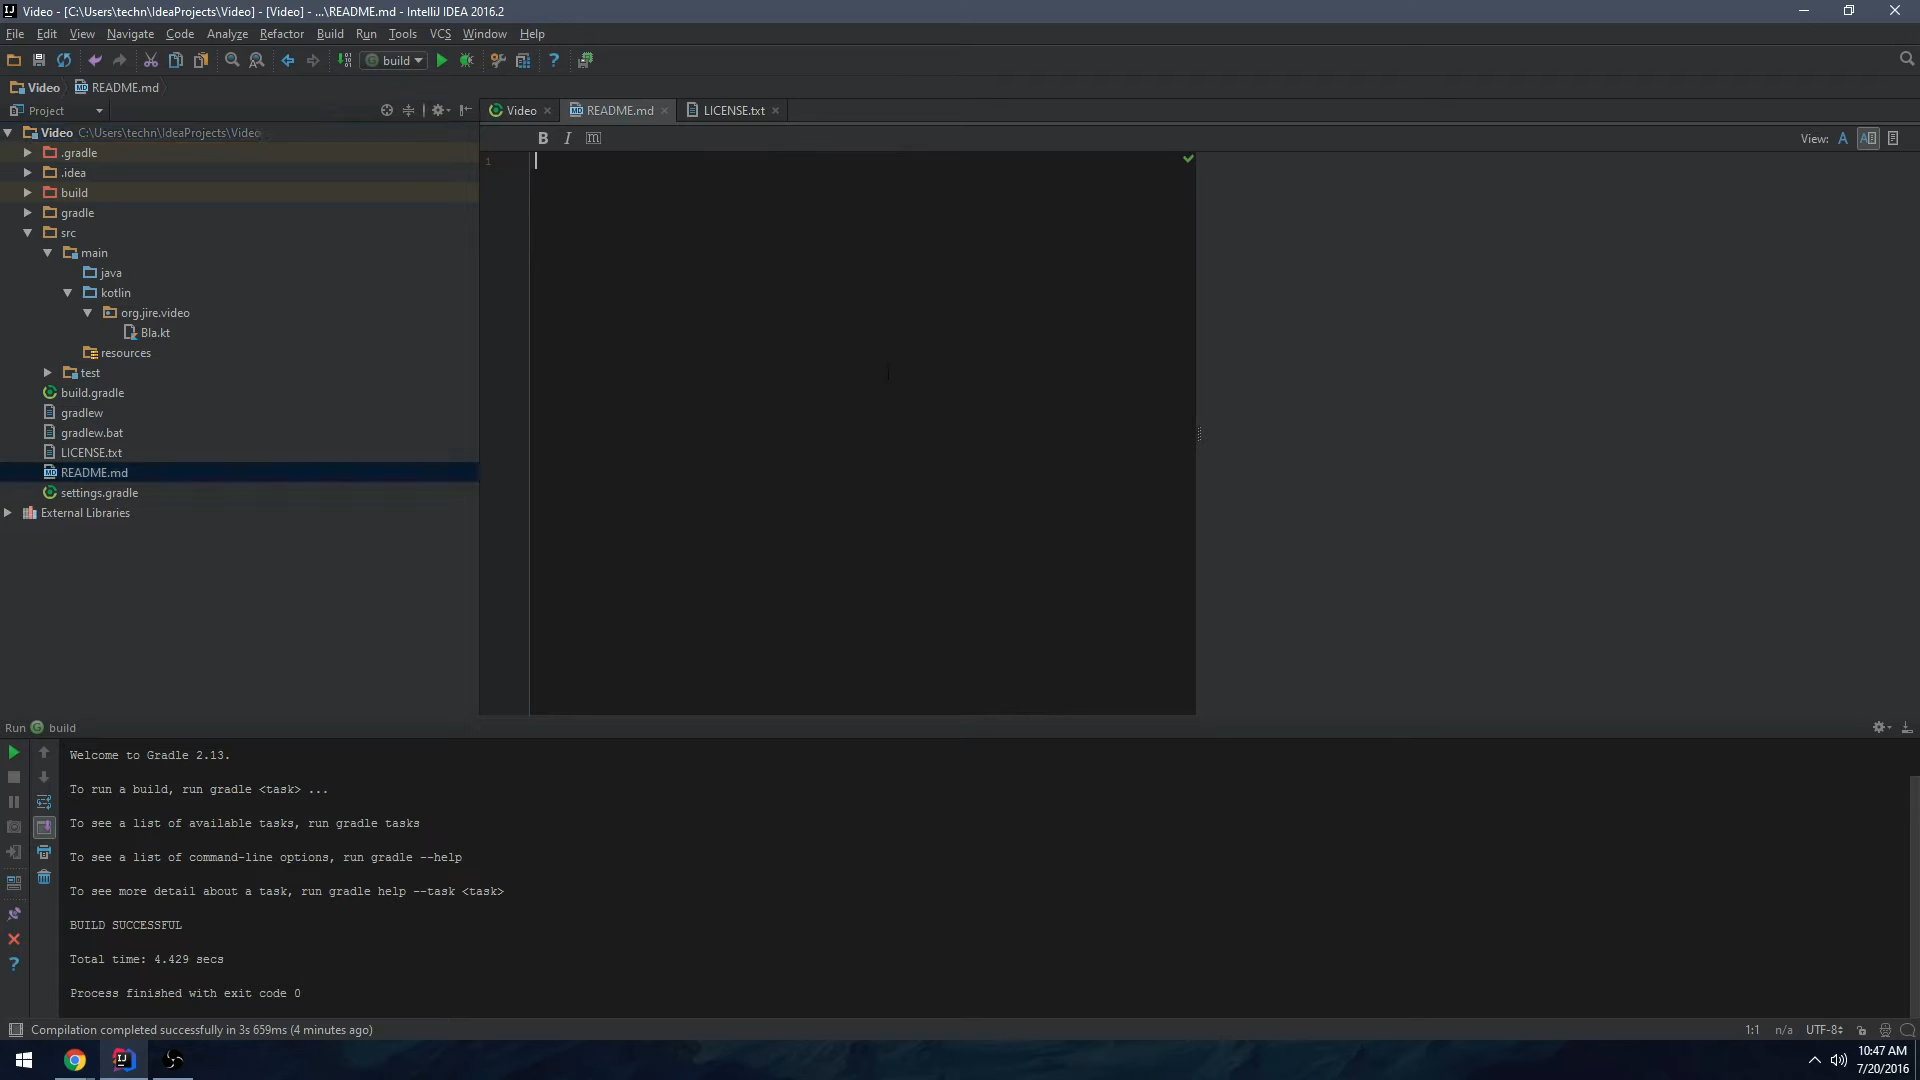 Video - [C:\Users\techn\IdeaProjects\Video] - [Video] - ...\README.md - IntelliJ IDEA 2016.2
File Edit View Navigate Code Analyze Refactor Build Run Tools VCS Window Help
build
Video README.md
Project
Video README.md LICENSE.txt
Video C:\Users\techn\IdeaProjects\Video
B I m View: A A
.gradle
1
.idea
build
gradle
src
main
java
kotlin
org.jire.video
Bla.kt
resources
test
build.gradle
gradlew
gradlew.bat
LICENSE.txt
README.md
settings.gradle
External Libraries
Run build
Welcome to Gradle 2.13.
To run a build, run gradle <task> ...
To see a list of available tasks, run gradle tasks
To see a list of command-line options, run gradle --help
To see more detail about a task, run gradle help --task <task>
BUILD SUCCESSFUL
Total time: 4.429 secs
Process finished with exit code 0
Compilation completed successfully in 3s 659ms (4 minutes ago) 1:1 n/a UTF-8
10:47 AM
7/20/2016